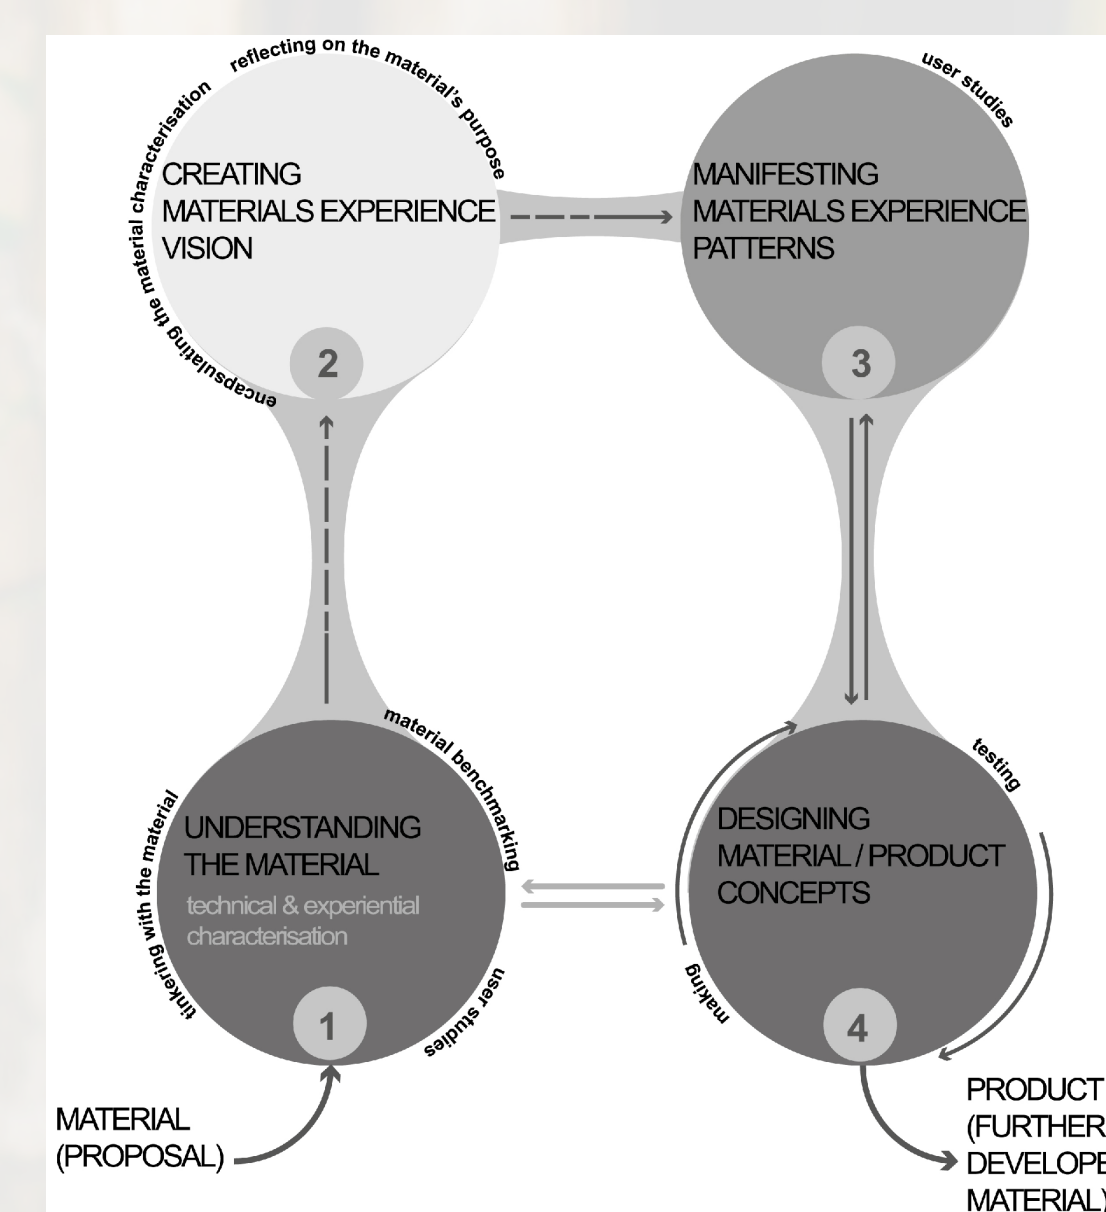 reflecting on the material's purpose
encapsulating the material characterisation
CREATING
MATERIALS EXPERIENCE
VISION
2
user studies
MANIFESTING
MATERIALS EXPERIENCE
PATTERNS
3
material benchmarking
tinkering with the material
UNDERSTANDING
THE MATERIAL
technical & experiential
characterisation
user studies
1
testing
DESIGNING
MATERIAL / PRODUCT
CONCEPTS
making
4
MATERIAL
(PROPOSAL)
PRODUCT
(FURTHER
DEVELOPE
MATERIAL)